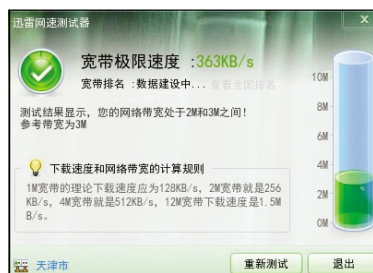 迅雷网速测试器
宽带极限速度 :363KB/s
宽带排名 :数据建设中... 查看全国排名
测试结果显示，您的网络带宽处于2M和3M之间！
参考带宽为3M
10M
8M
6M
4M
2M
0M
下载速度和网络带宽的计算规则
1M宽带的理论下载速度应为128KB/s，2M宽带就是256
KB/s，4M宽带就是512KB/s，12M宽带下载速度是1.5M
B/s。
天津市
重新测试
退出